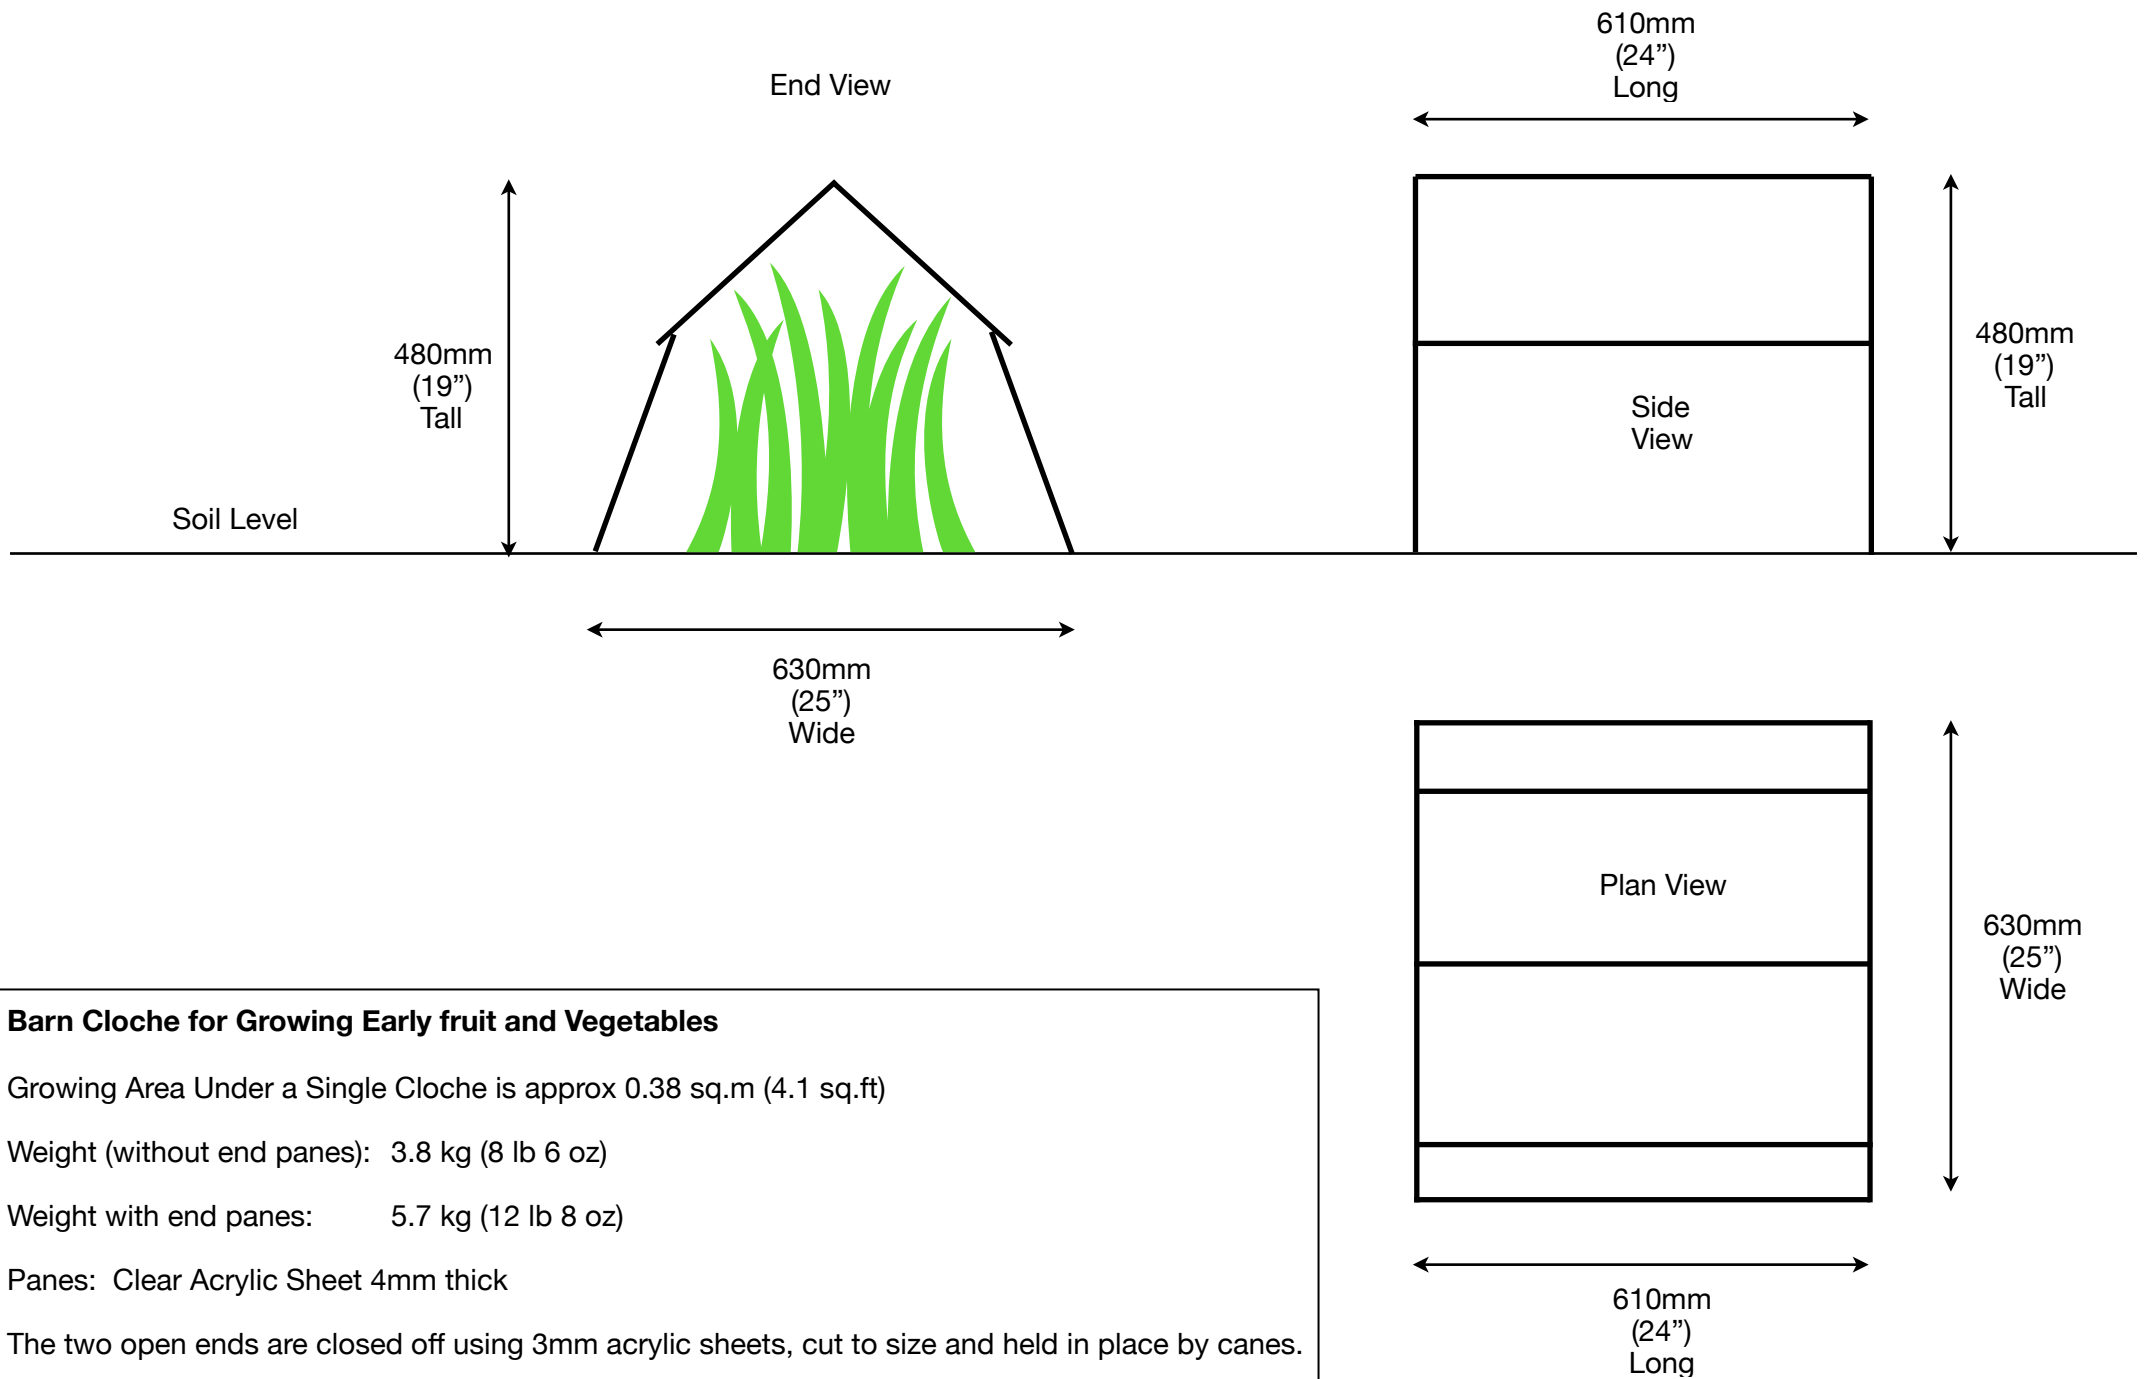 610mm
(24”)
Long
End View
480mm
(19”)
Tall
480mm
(19”)
Tall
Side
View
Soil Level
630mm
(25”)
Wide
Plan View
630mm
(25”)
Wide
610mm
(24”)
Long
Barn Cloche for Growing Early fruit and Vegetables
Growing Area Under a Single Cloche is approx 0.38 sq.m (4.1 sq.ft)
Weight (without end panes): 3.8 kg (8 lb 6 oz)
Weight with end panes: 5.7 kg (12 lb 8 oz)
Panes: Clear Acrylic Sheet 4mm thick
The two open ends are closed off using 3mm acrylic sheets, cut to size and held in place by canes.